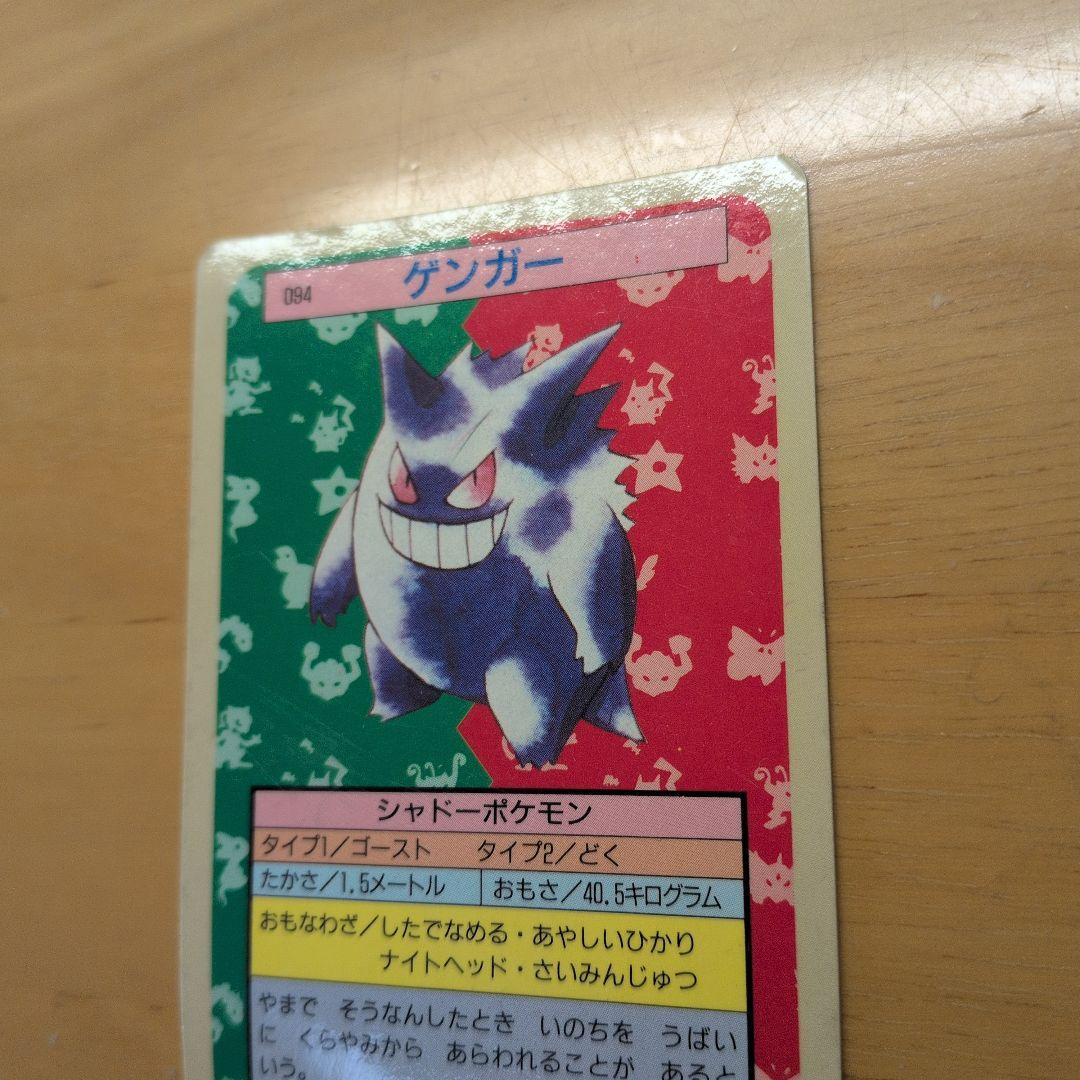 094 ゲンガー
シャドーポケモン
タイプ1/ゴースト タイプ2/どく
たかさ/1.5メートル おもさ/40.5キログラム
おもなわざ/したでなめる・あやしいひかり
ナイトヘッド・さいみんじゅつ
やまで そうなんしたとき いのちを うばい
に くらやみから あらわれることが あると
いう。